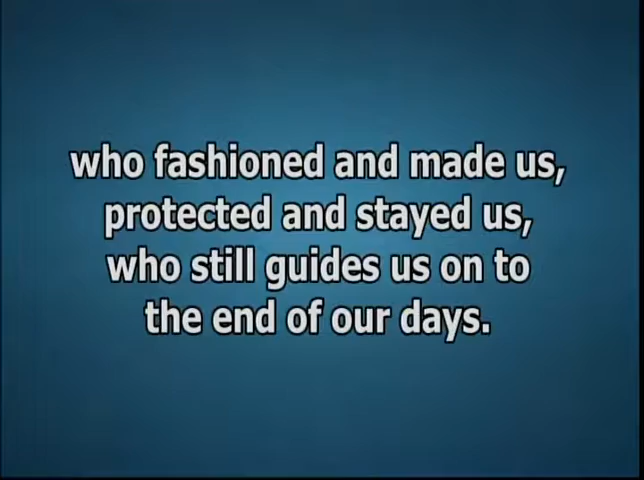 who fashioned and made us,
protected and stayed us,
who still guides us on to
the end of our days.